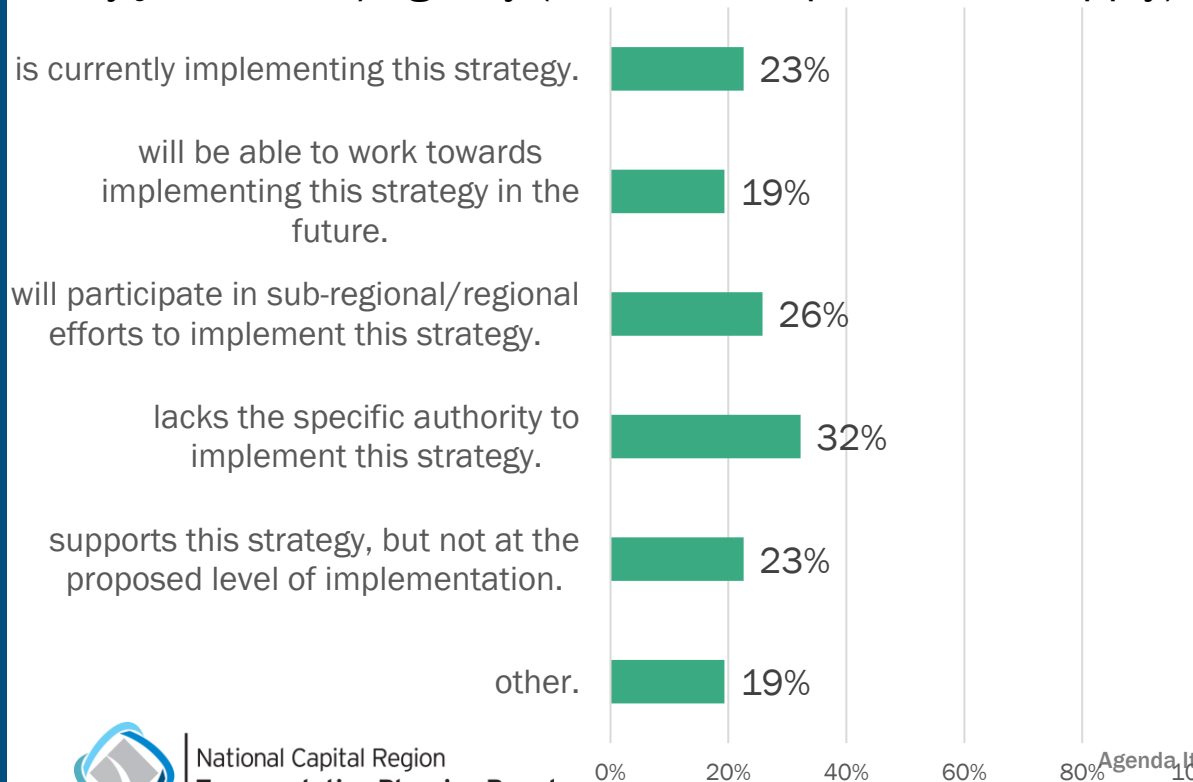 is currently implementing this strategy.
23%
will be able to work towards
implementing this strategy in the
future.
19%
will participate in sub-regional/regional
efforts to implement this strategy.
26%
lacks the specific authority to
implement this strategy.
32%
supports this strategy, but not at the
proposed level of implementation.
23%
other.
19%
National Capital Region
0% 20% 40% 60% 80%
Agenda